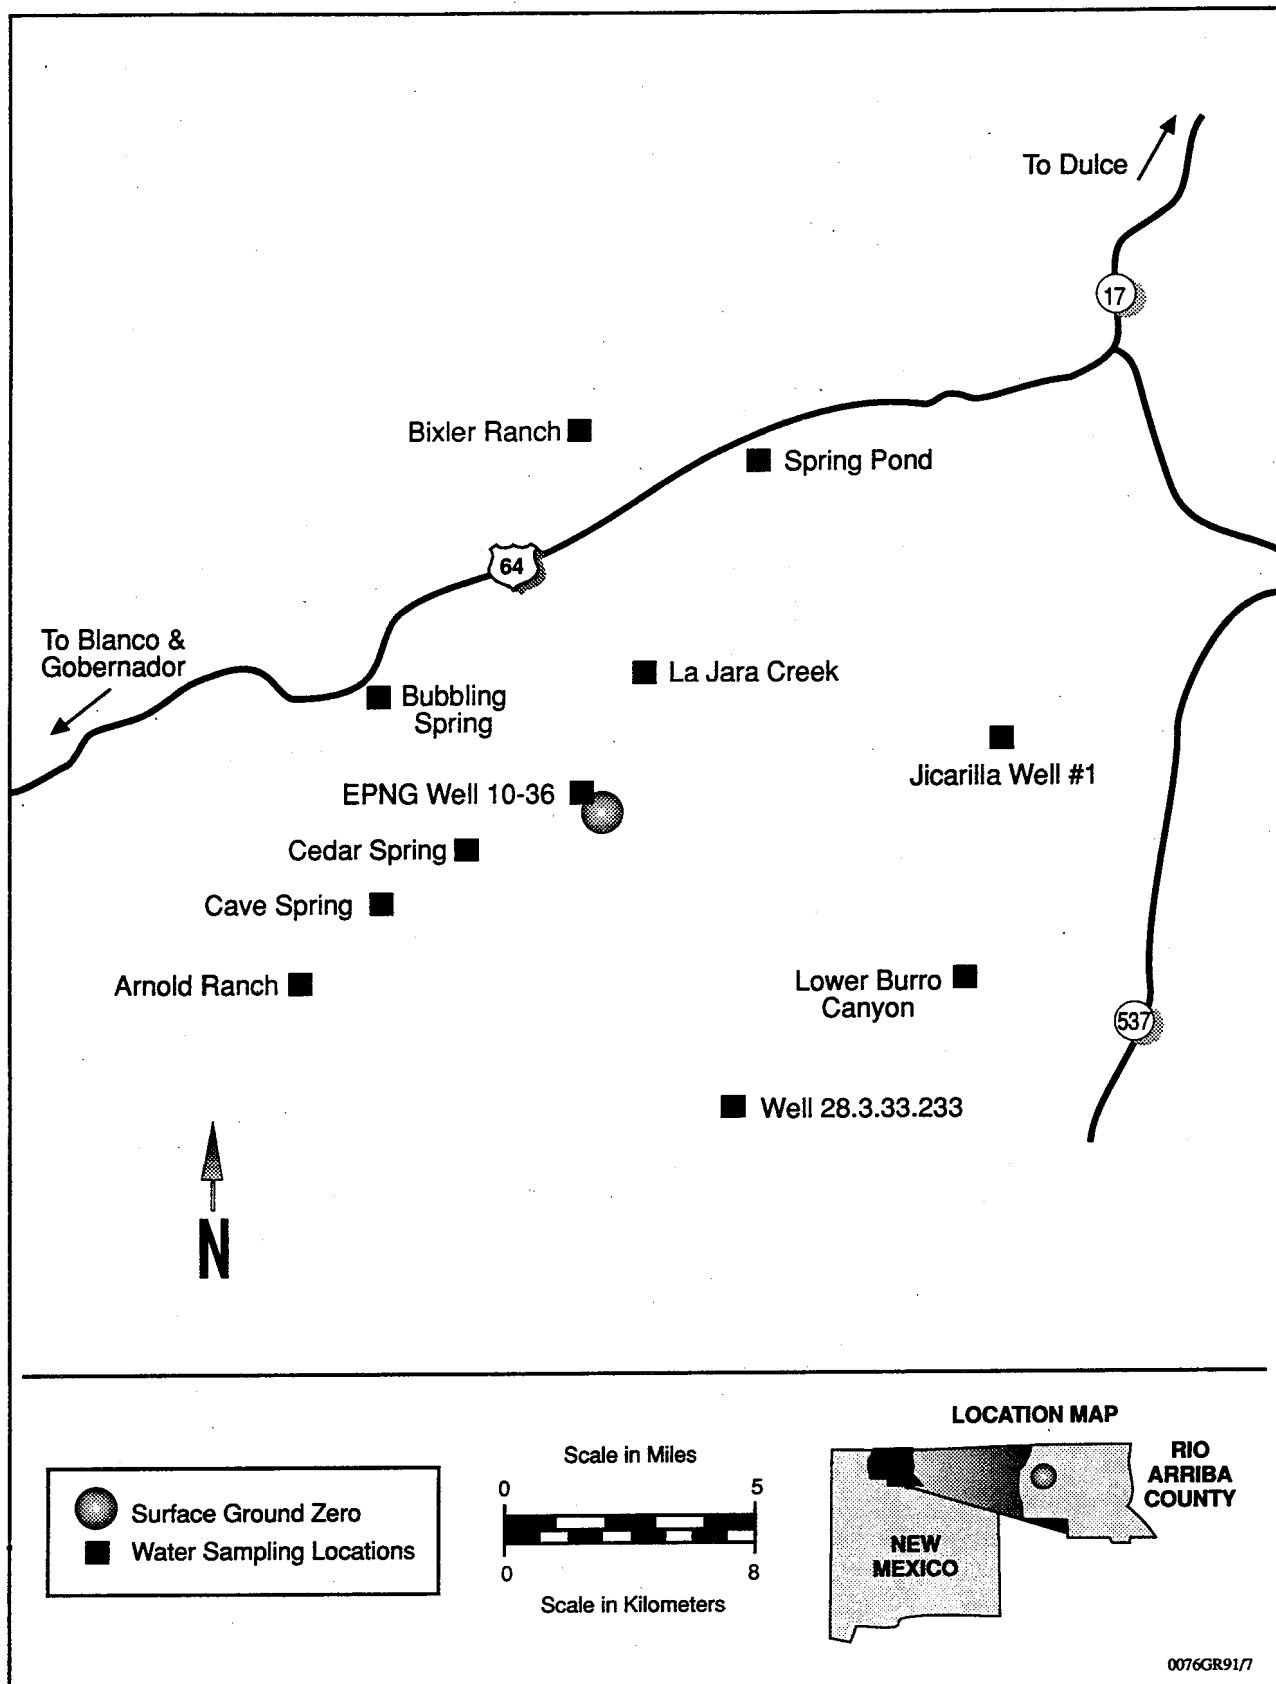 To Dulce
17
Bixler Ranch
Spring Pond
64
To Blanco &
Gobernador
La Jara Creek
Bubbling
Spring
Jicarilla Well #1
EPNG Well 10-36
Cedar Spring
Cave Spring
Arnold Ranch
Lower Burro
Canyon
537
Well 28.3.33.233
N
LOCATION MAP
RIO
ARRIBA
COUNTY
NEW
MEXICO
Scale in Miles
0 5
0 8
Scale in Kilometers
Surface Ground Zero
Water Sampling Locations
0076GR91/7